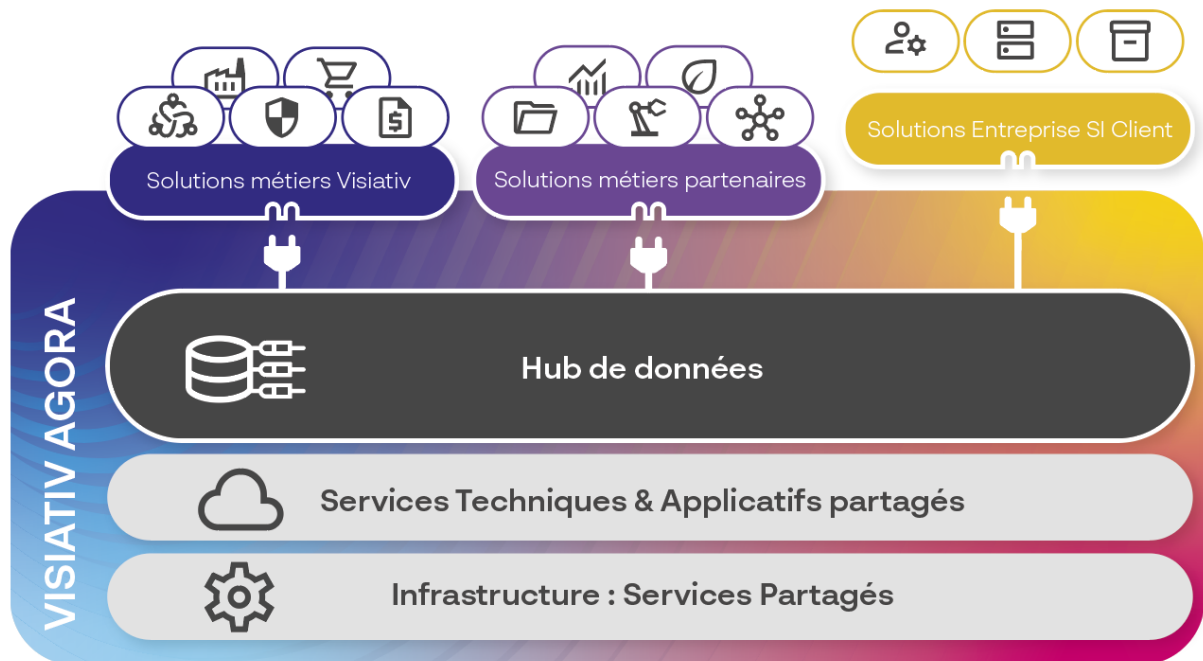 Solutions Entreprise SI Client
Solutions métiers Visiativ
Solutions métiers partenaires
VISIATIV AGORA
Hub de données
Services Techniques & Applicatifs partagés
Infrastructure : Services Partagés